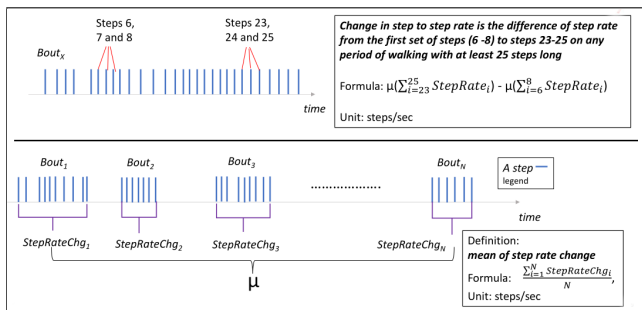 Steps 6,
7 and 8
Steps 23,
24 and 25
Bout_X
time
Change in step to step rate is the difference of step rate
from the first set of steps (6 -8) to steps 23-25 on any
period of walking with at least 25 steps long
Formula: µ(∑_{i=23}^{25} StepRate_i) - µ(∑_{i=6}^{8} StepRate_i)
Unit: steps/sec
Bout_1
Bout_2
Bout_3
Bout_N
A step
legend
time
StepRateChg_1
StepRateChg_2
StepRateChg_3
StepRateChg_N
µ
Definition:
mean of step rate change
Formula: \frac{∑_{i=1}^{N} StepRateChg_i}{N},
Unit: steps/sec